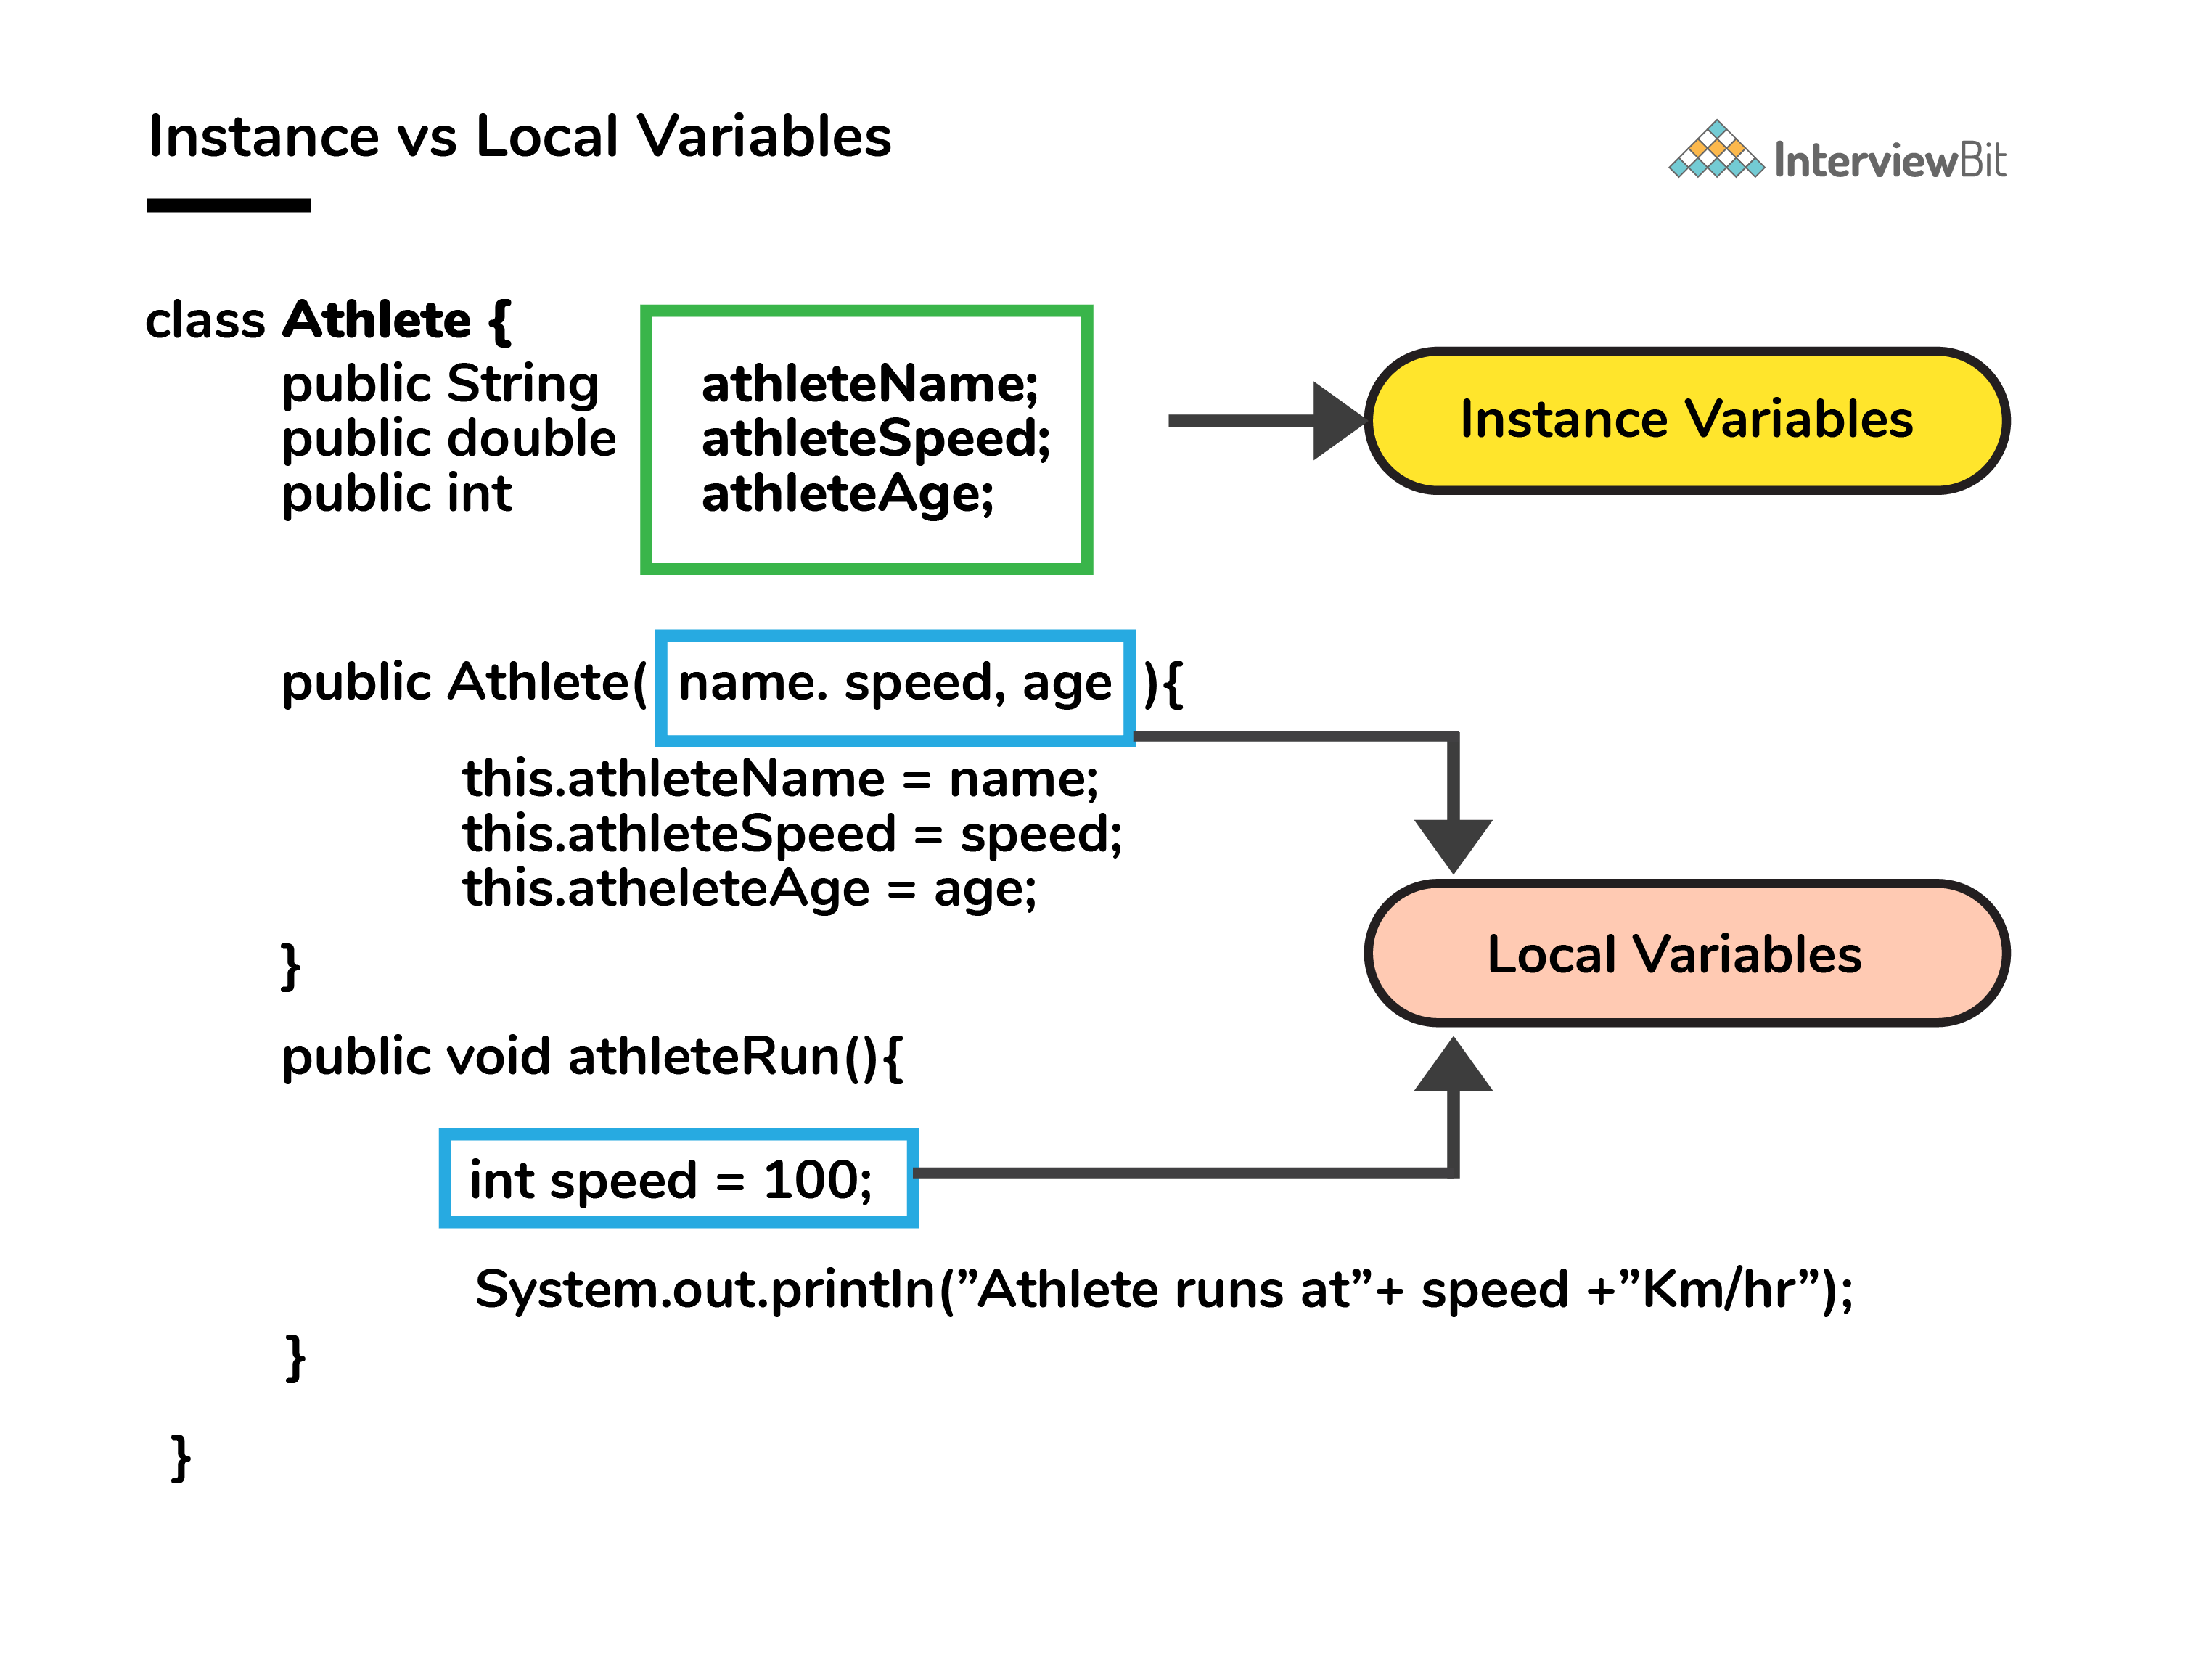 Instance vs Local Variables
InterviewBit
class Athlete {
public String athleteName;
public double athleteSpeed;
public int athleteAge;
Instance Variables
public Athlete( name. speed, age ){
this.athleteName = name;
this.athleteSpeed = speed;
this.atheleteAge = age;
}
Local Variables
public void athleteRun(){
int speed = 100;
System.out.println(”Athlete runs at”+ speed +”Km/hr”);
}
}